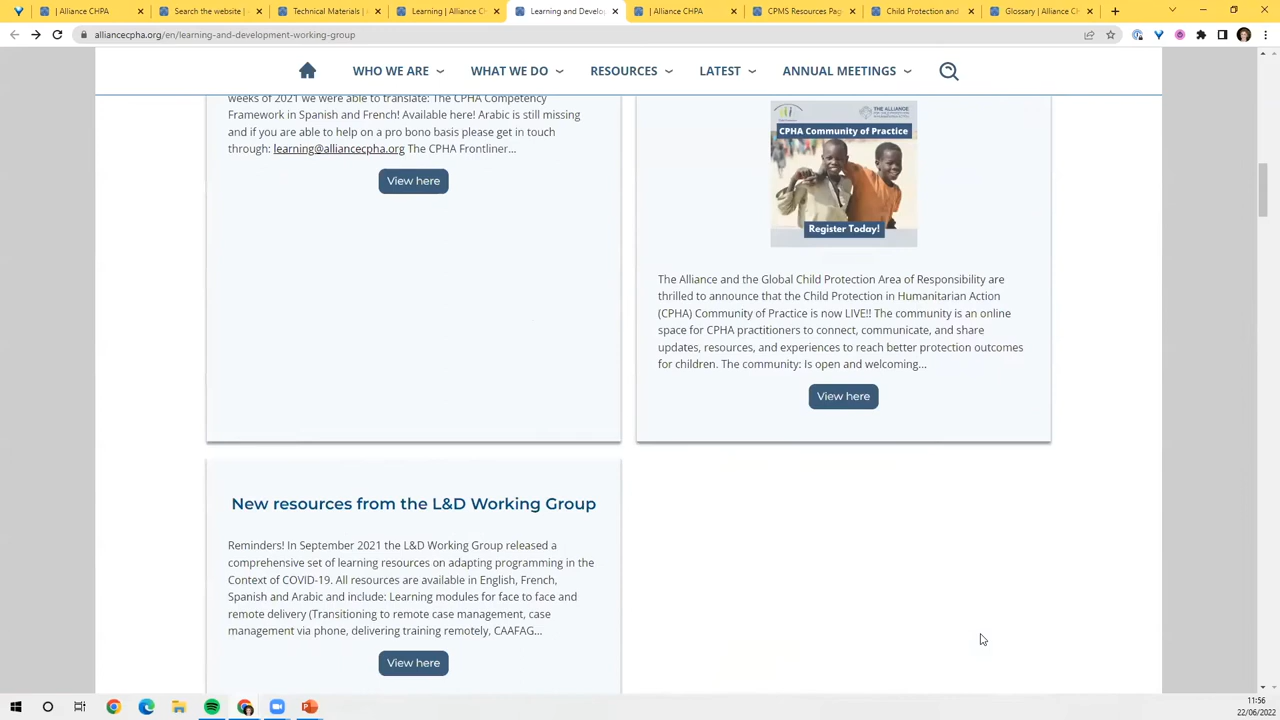 Alliance CHPA
Search the website |
Technical Materials |
Learning | Alliance C
Learning and Develo
| Alliance CHPA
CPMS Resources Pag
Child Protection and
Glossary | Alliance C
alliancecpha.org/en/learning-and-development-working-group
WHO WE ARE
WHAT WE DO
RESOURCES
LATEST
ANNUAL MEETINGS
weeks of 2021 we were able to translate: The CPHA Competency
Framework in Spanish and French! Available here! Arabic is still missing
and if you are able to help on a pro bono basis please get in touch
through: learning@alliancecpha.org The CPHA Frontliner...
View here
THE ALLIANCE
CPHA Community of Practice
Register Today!
The Alliance and the Global Child Protection Area of Responsibility are
thrilled to announce that the Child Protection in Humanitarian Action
(CPHA) Community of Practice is now LIVE!! The community is an online
space for CPHA practitioners to connect, communicate, and share
updates, resources, and experiences to reach better protection outcomes
for children. The community: Is open and welcoming...
View here
New resources from the L&D Working Group
Reminders! In September 2021 the L&D Working Group released a
comprehensive set of learning resources on adapting programming in the
Context of COVID-19. All resources are available in English, French,
Spanish and Arabic and include: Learning modules for face to face and
remote delivery (Transitioning to remote case management, case
management via phone, delivering training remotely, CAAFAG...
View here
11:56
22/06/2022